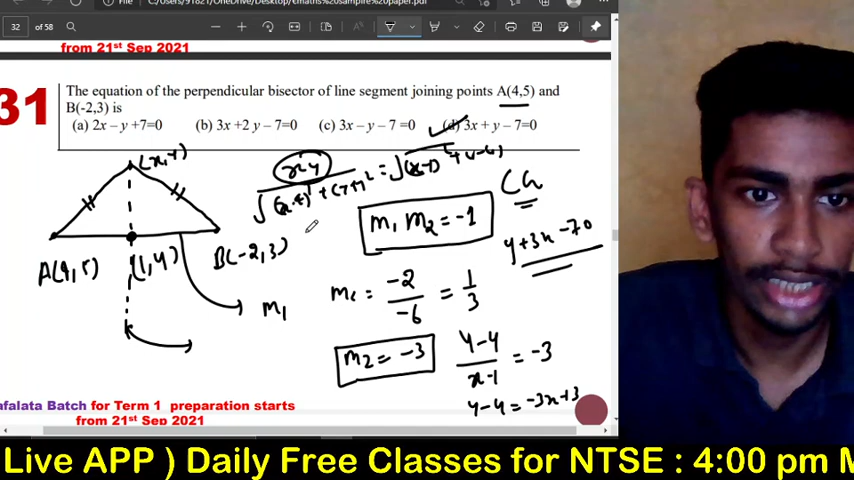 32 of 58
from 21st Sep 2021
31
The equation of the perpendicular bisector of line segment joining points A(4,5) and
B(-2,3) is
(a) 2x – y +7=0 (b) 3x +2 y – 7=0 (c) 3x – y – 7 =0 (d) 3x + y – 7=0
(x,y)
x,y
m₁ m₂ = -1
y+3x-70
A(4,5)
(1,4)
B(-2,3)
m₁
m₁ = -2/-6 = 1/3
m₂ = -3
y-4/x-1 = -3
y-4 = -3x+3
afalata Batch for Term 1 preparation starts
from 21st Sep 2021
Live APP ) Daily Free Classes for NTSE : 4:00 pm M